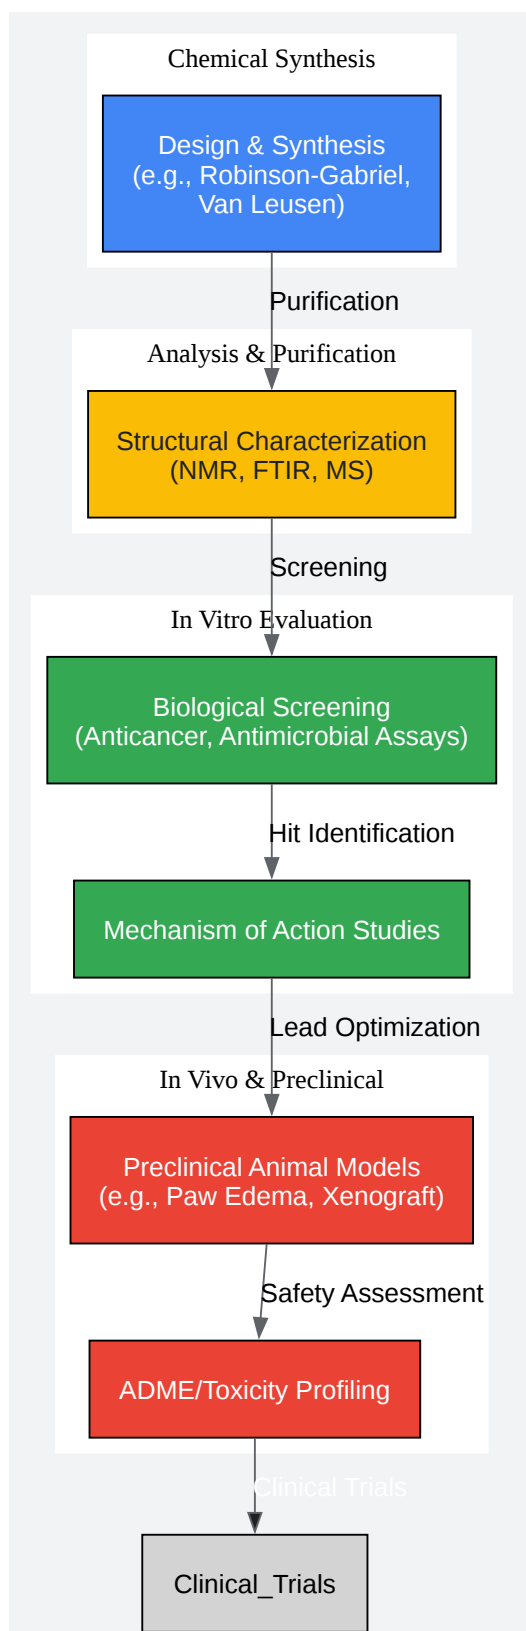 Chemical Synthesis
Design & Synthesis
(e.g., Robinson-Gabriel,
Van Leusen)
Purification
Analysis & Purification
Structural Characterization
(NMR, FTIR, MS)
Screening
In Vitro Evaluation
Biological Screening
(Anticancer, Antimicrobial Assays)
Hit Identification
Mechanism of Action Studies
Lead Optimization
In Vivo & Preclinical
Preclinical Animal Models
(e.g., Paw Edema, Xenograft)
Safety Assessment
ADME/Toxicity Profiling
Clinical Trials
Clinical_Trials